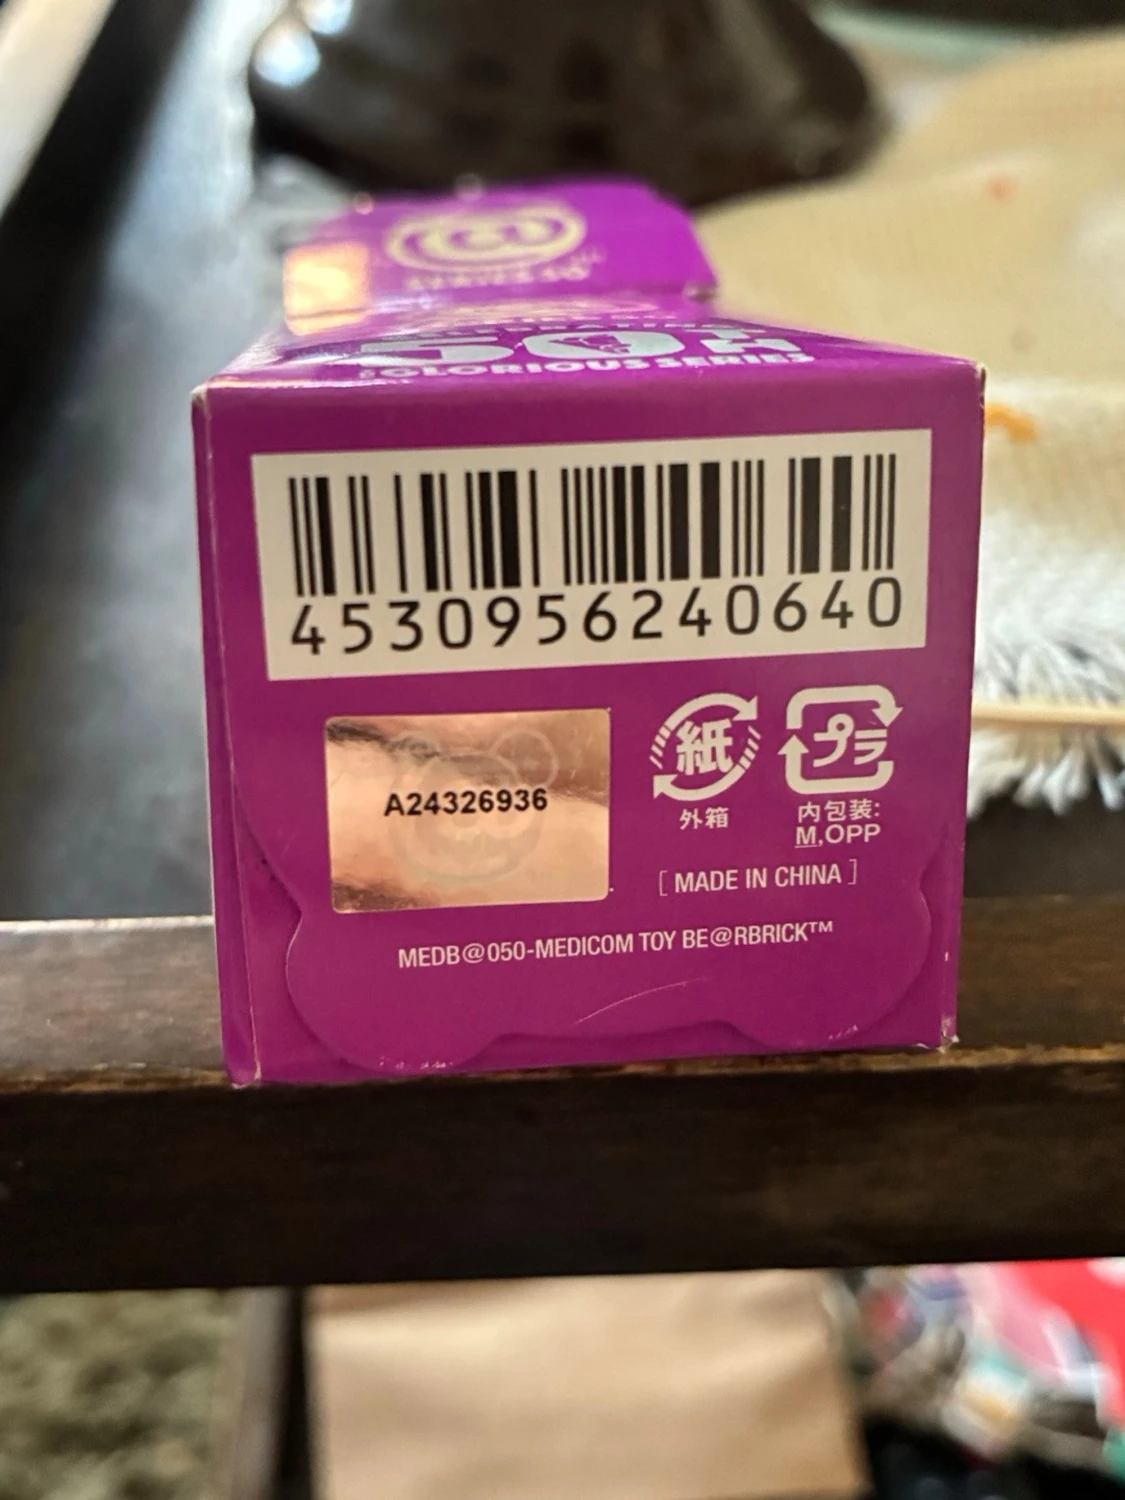 50th
GLORIOUS SERIES
4530956240640
A24326936
紙
プラ
外箱
内包装:
M,OPP
[ MADE IN CHINA ]
MEDB@050-MEDICOM TOY BE@RBRICK™